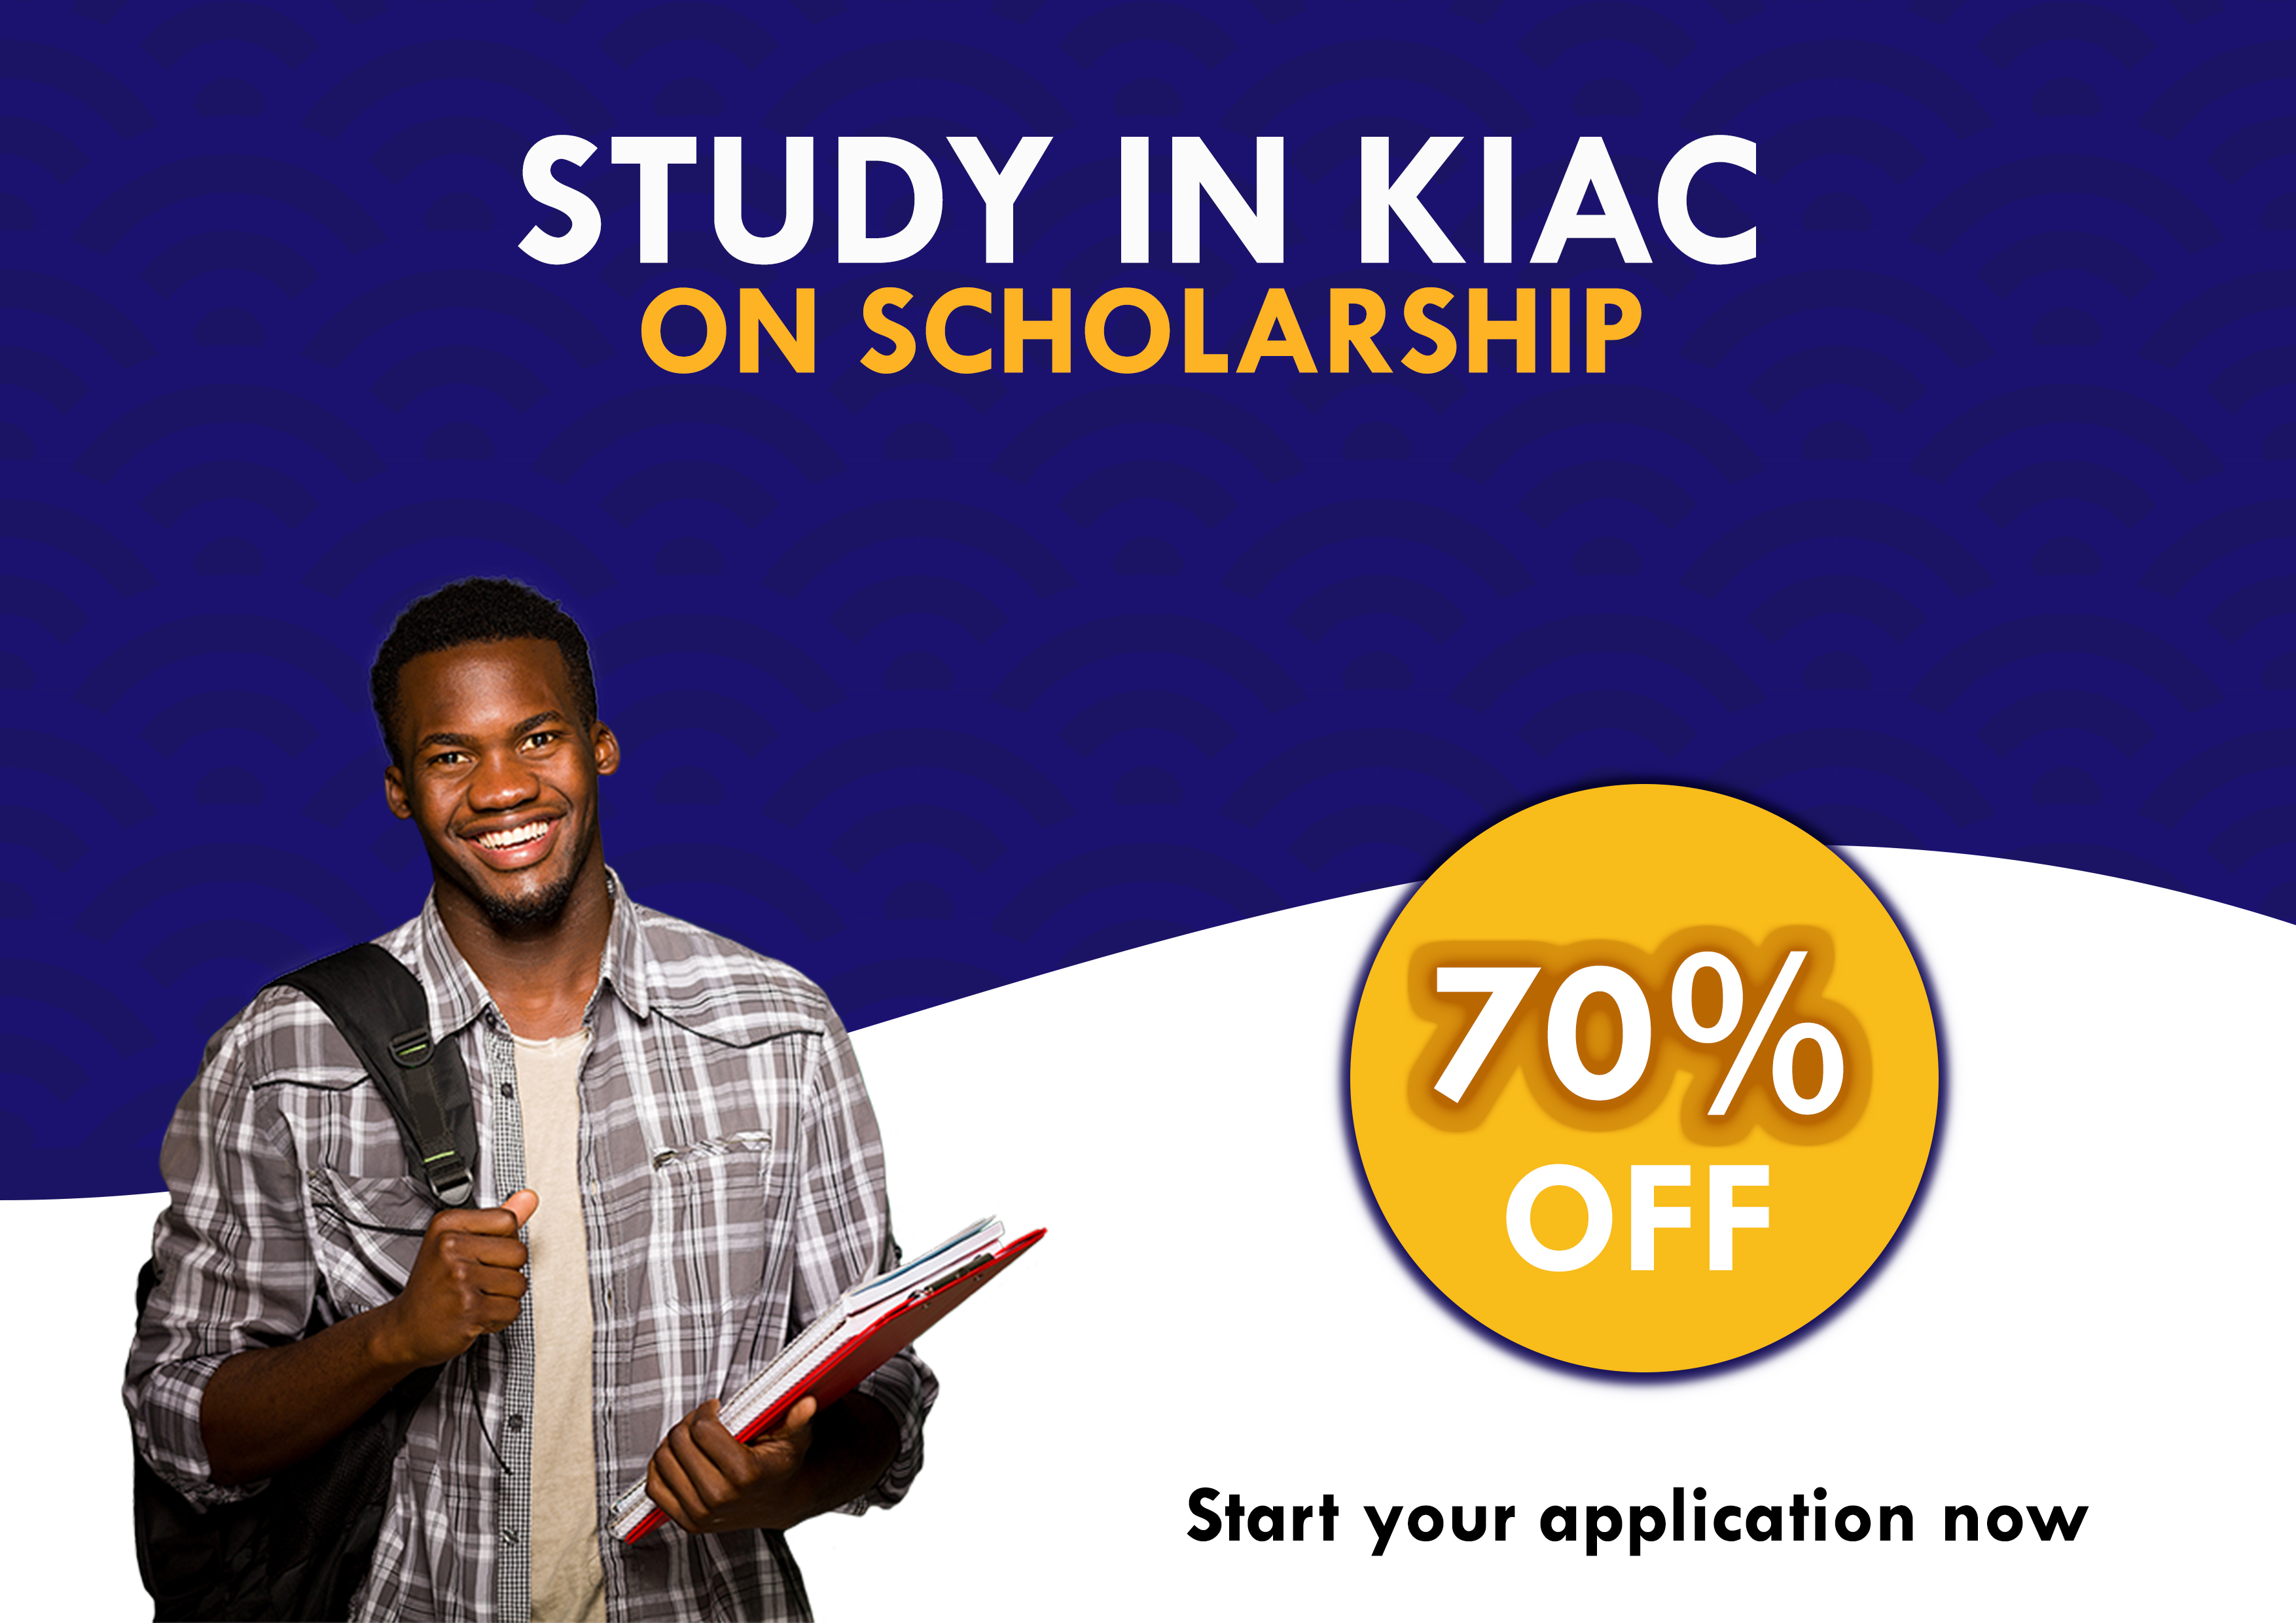 STUDY IN KIAC
ON SCHOLARSHIP
70%
OFF
Start your application now